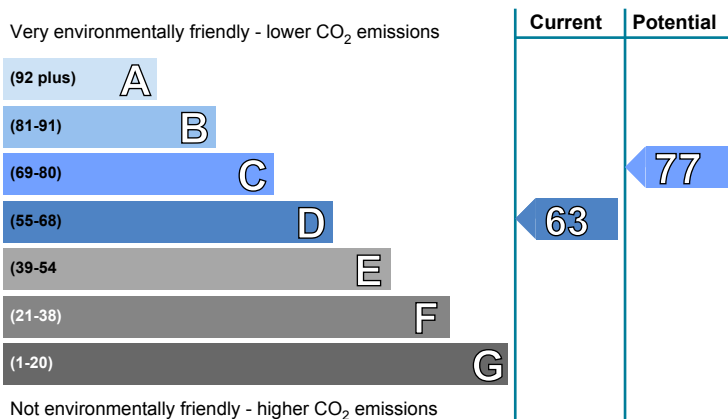 Current Potential
Very environmentally friendly - lower CO2 emissions
(92 plus) A
(81-91) B
(69-80) C 77
(55-68) D 63
(39-54 E
(21-38) F
(1-20) G
Not environmentally friendly - higher CO2 emissions